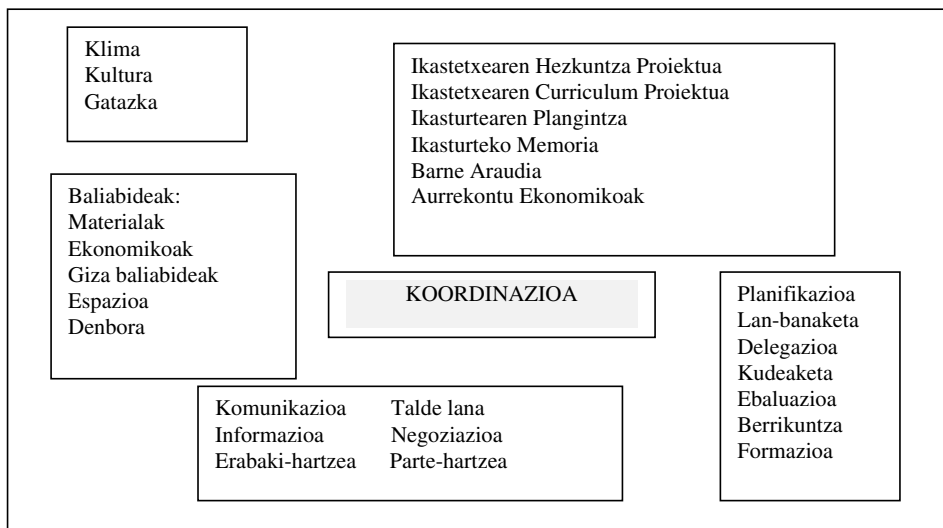 Klima
Kultura
Gatazka
Ikastetxearen Hezkuntza Proiektua
Ikastetxearen Curriculum Proiektua
Ikasturtearen Plangintza
Ikasturteko Memoria
Barne Araudia
Aurrekontu Ekonomikoak
Baliabideak:
Materialak
Ekonomikoak
Giza baliabideak
Espazioa
Denbora
KOORDINAZIOA
Planifikazioa
Lan-banaketa
Delegazioa
Kudeaketa
Ebaluazioa
Berrikuntza
Formazioa
Komunikazioa Talde lana
Informazioa Negoziazioa
Erabaki-hartzea Parte-hartzea